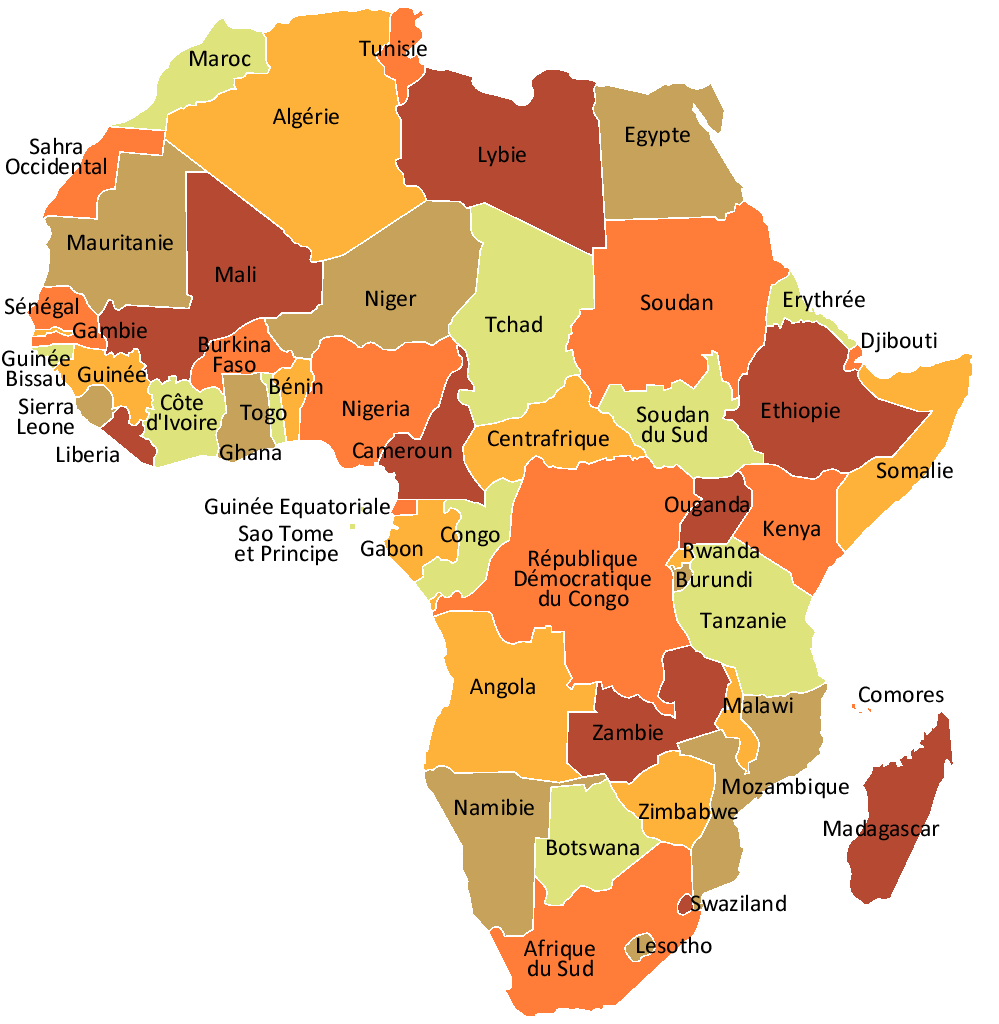 Tunisie
Maroc
Algérie
Egypte
Sahra
Occidental
Lybie
Mauritanie
Mali
Niger
Erythrée
Soudan
Sénégal
Gambie
Tchad
Djibouti
Burkina
Faso
Guinée
Bissau
Guinée
Bénin
Côte
d'Ivoire
Togo
Nigeria
Ethiopie
Soudan
du Sud
Sierra
Leone
Centrafrique
Liberia
Ghana
Cameroun
Somalie
Guinée Equatoriale
Ouganda
Sao Tome
et Principe
Gabon
Congo
Kenya
Rwanda
République
Démocratique
du Congo
Burundi
Tanzanie
Angola
Comores
Malawi
Zambie
Mozambique
Namibie
Zimbabwe
Madagascar
Botswana
Swaziland
Afrique
du Sud
Lesotho